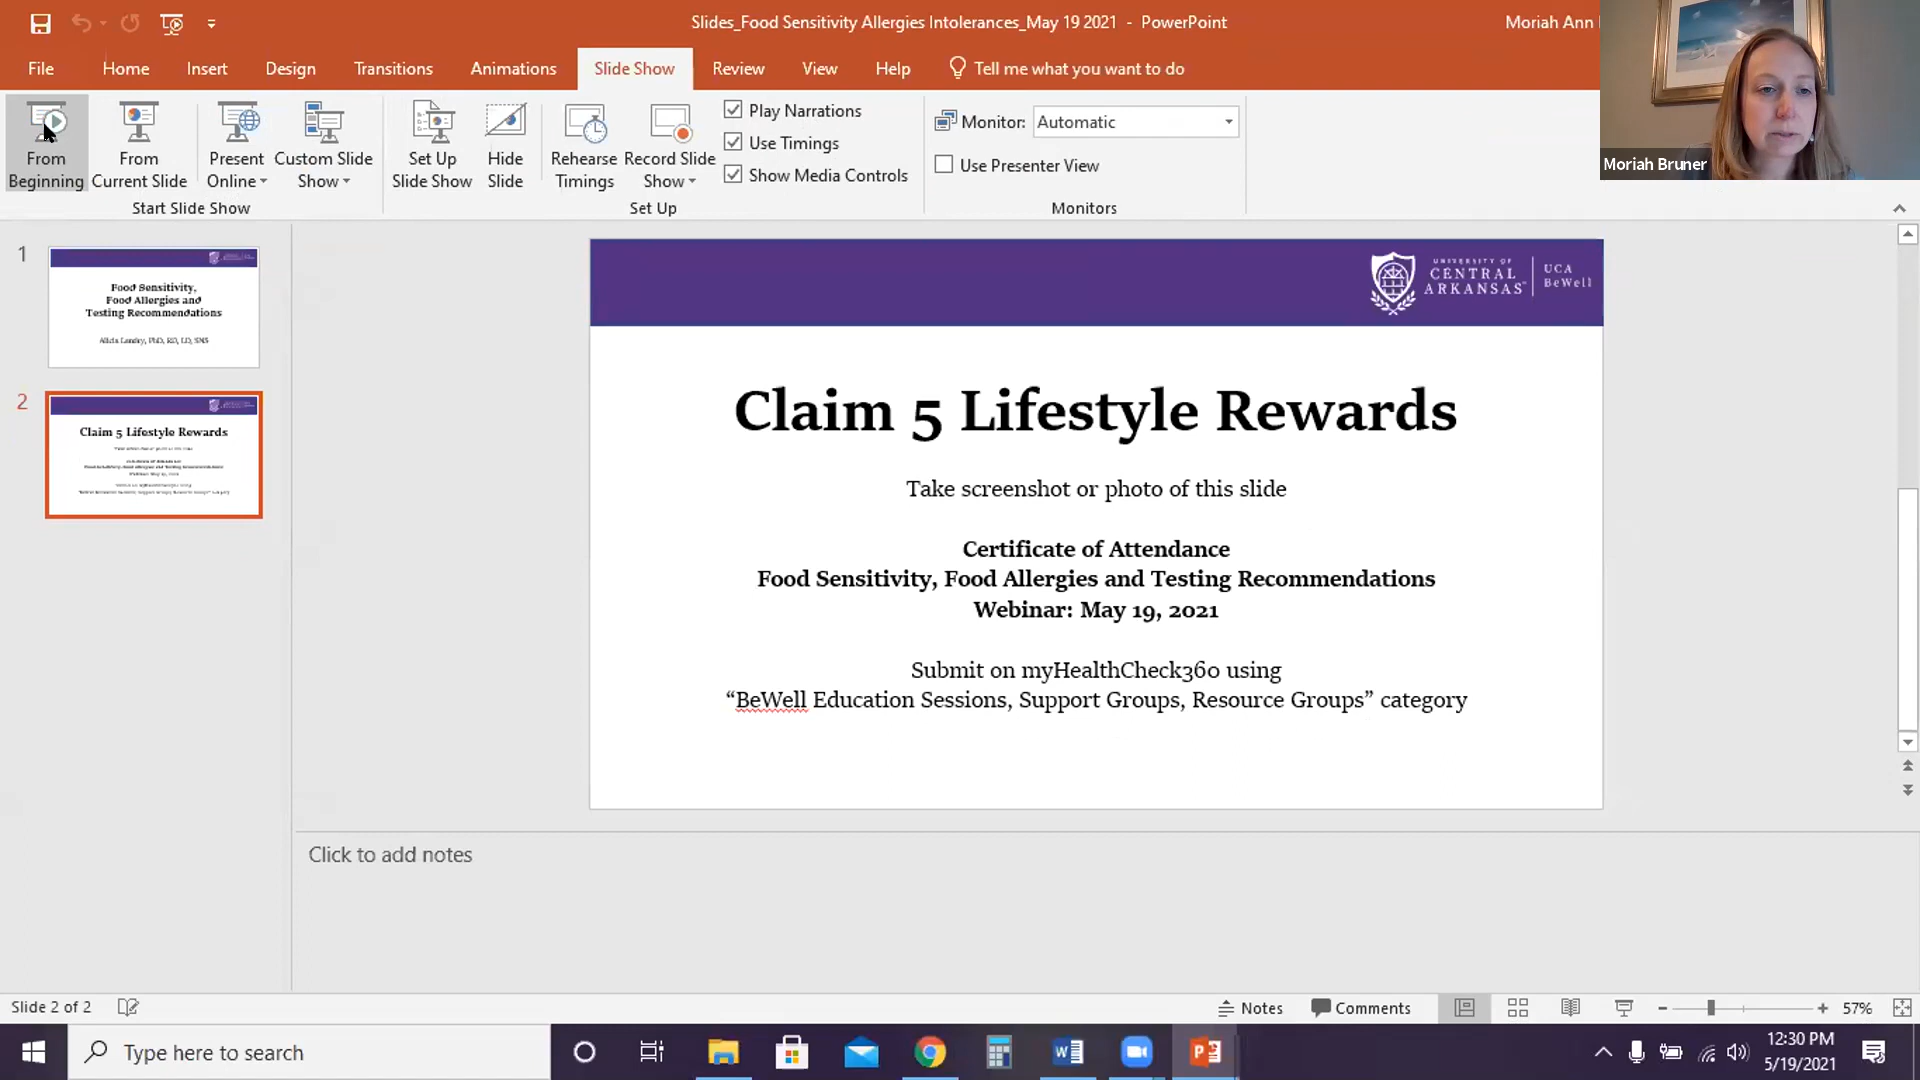 Slides_Food Sensitivity Allergies Intolerances_May 19 2021 - PowerPoint
Moriah Ann
File Home Insert Design Transitions Animations Slide Show Review View Help Tell me what you want to do
From Beginning
From Current Slide
Present Online
Custom Slide Show
Set Up Slide Show
Hide Slide
Rehearse Timings
Record Slide Show
Play Narrations
Use Timings
Show Media Controls
Monitor: Automatic
Use Presenter View
Start Slide Show
Set Up
Monitors
Moriah Bruner
1
Food Sensitivity,
Food Allergies and
Testing Recommendations
Alicia Landry, PhD, RD, LD, SNS
2
Claim 5 Lifestyle Rewards
UNIVERSITY OF
CENTRAL
ARKANSAS
UCA
BeWell
Claim 5 Lifestyle Rewards
Take screenshot or photo of this slide
Certificate of Attendance
Food Sensitivity, Food Allergies and Testing Recommendations
Webinar: May 19, 2021
Submit on myHealthCheck360 using
“BeWell Education Sessions, Support Groups, Resource Groups” category
Click to add notes
Slide 2 of 2
Notes
Comments
57%
Type here to search
12:30 PM
5/19/2021